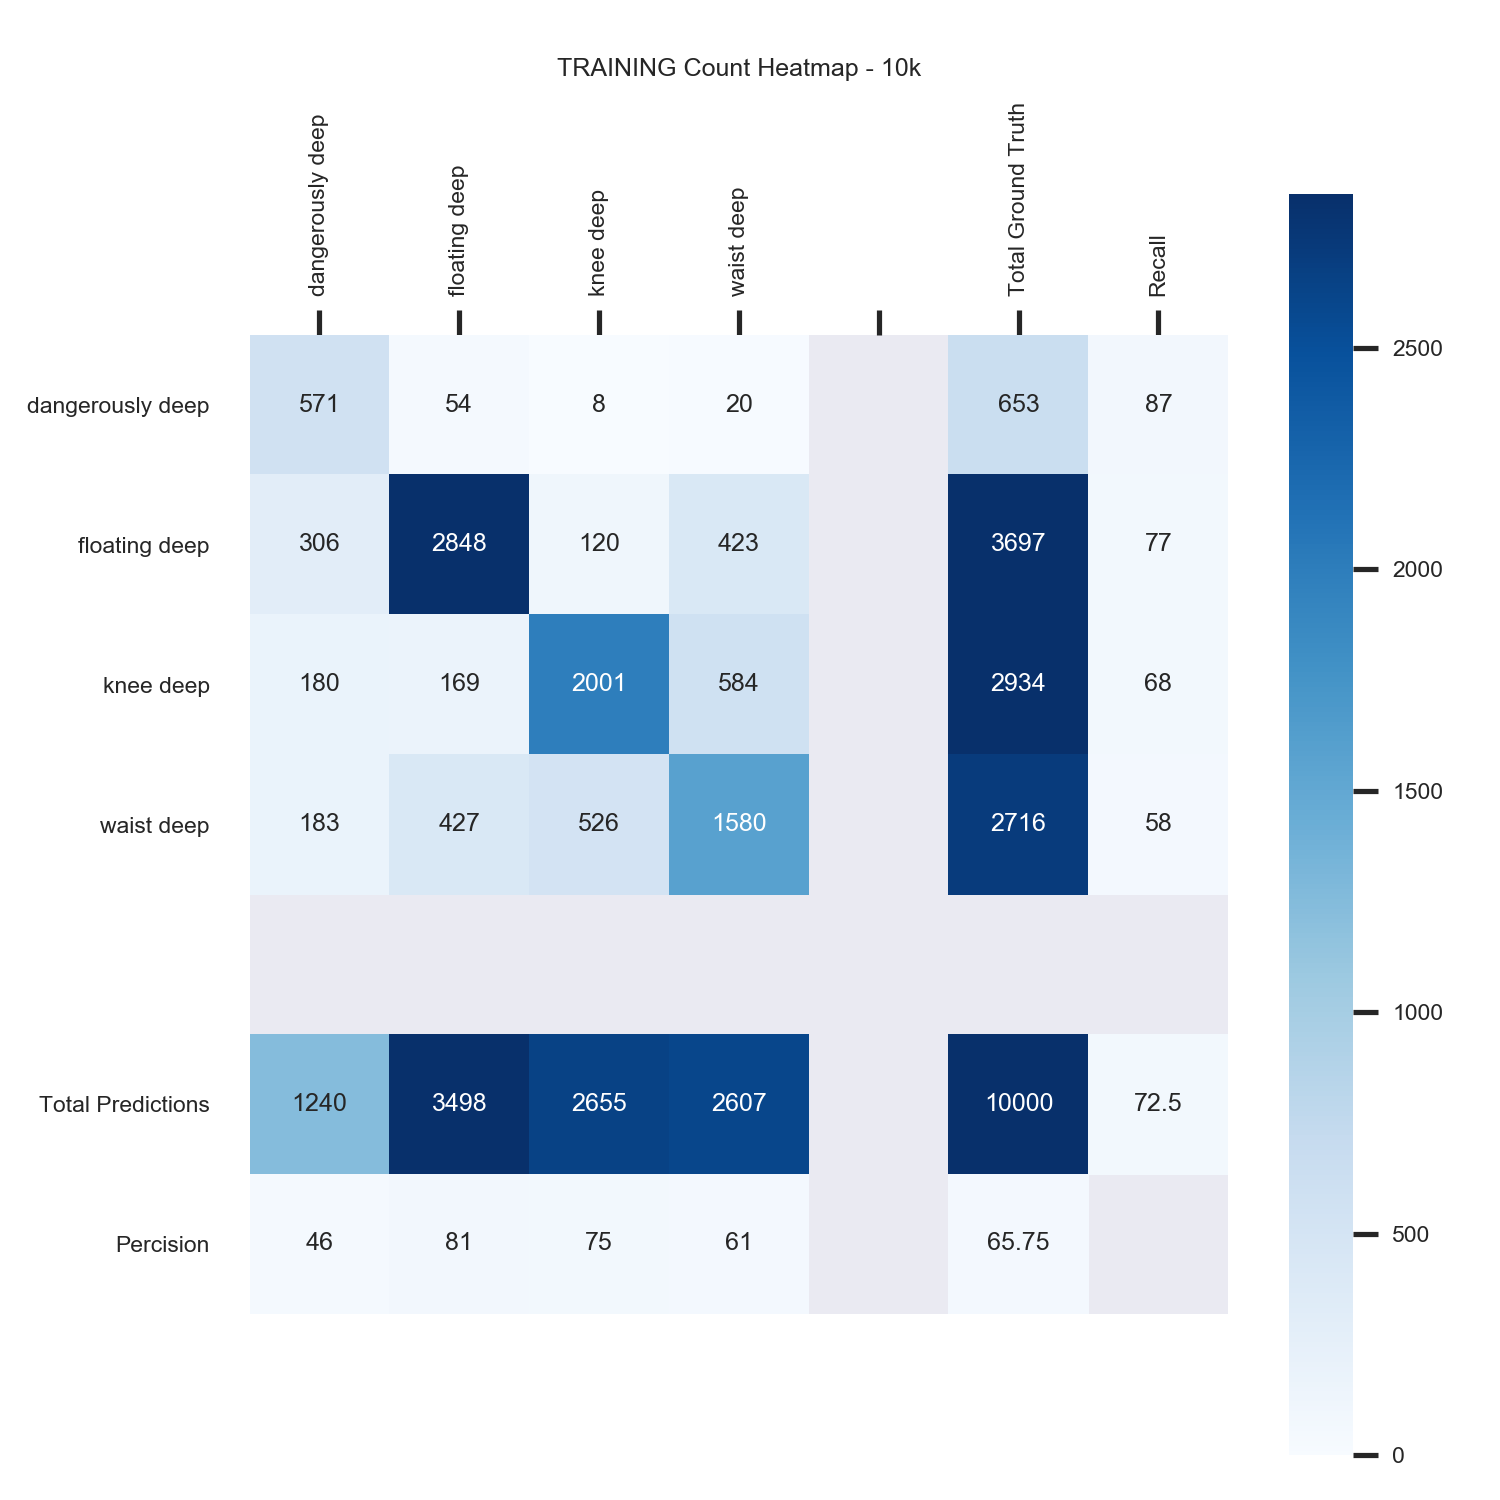 TRAINING Count Heatmap - 10k
dangerously deep
floating deep
knee deep
waist deep
Total Ground Truth
Recall
dangerously deep 571 54 8 20 653 87
floating deep 306 2848 120 423 3697 77
knee deep 180 169 2001 584 2934 68
waist deep 183 427 526 1580 2716 58
Total Predictions 1240 3498 2655 2607 10000 72.5
Percision 46 81 75 61 65.75
2500
2000
1500
1000
500
0